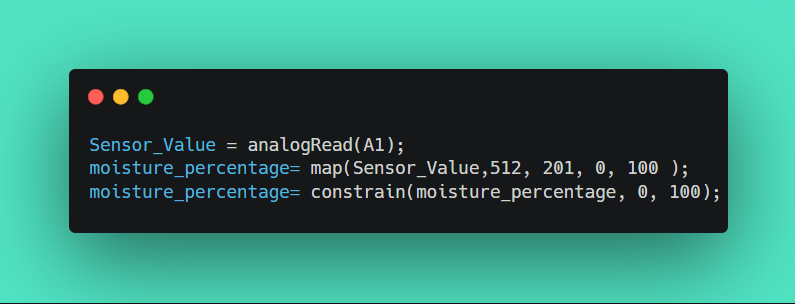 Sensor_Value = analogRead(A1);
moisture_percentage= map(Sensor_Value,512, 201, 0, 100 );
moisture_percentage= constrain(moisture_percentage, 0, 100);